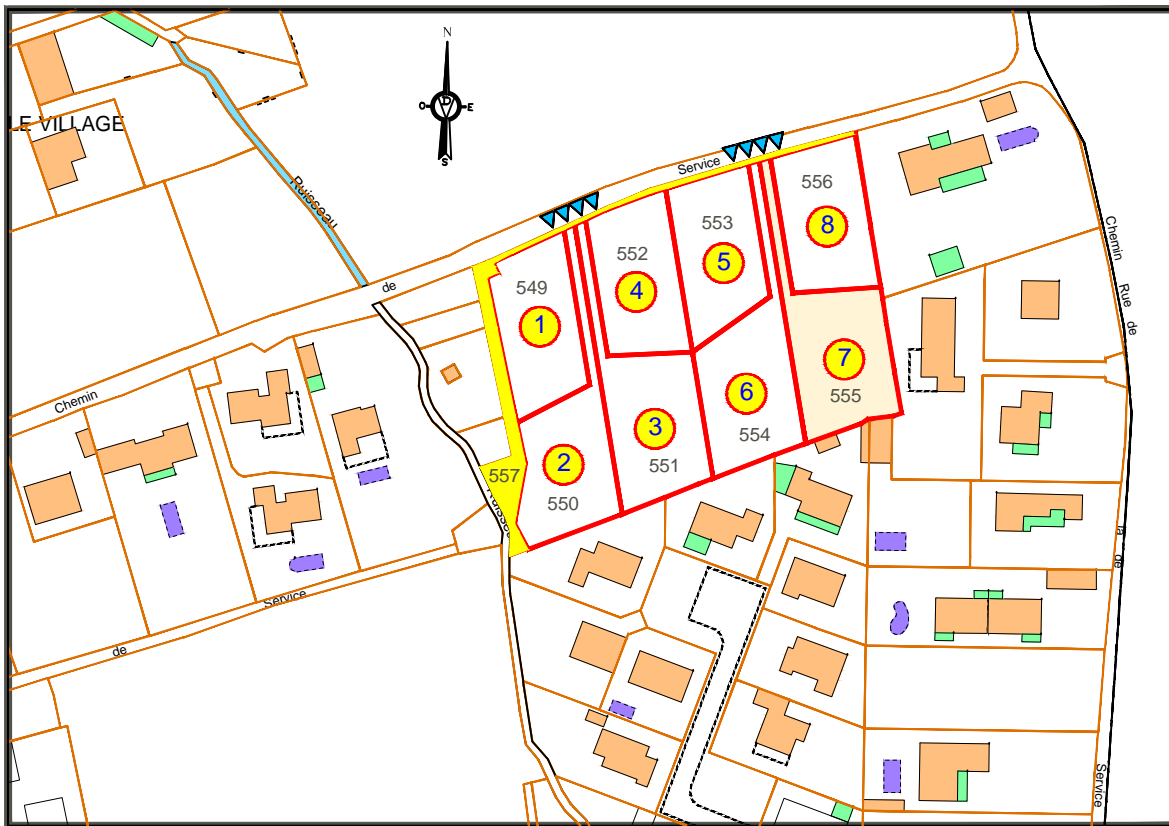 N
O
D
E
S
LE VILLAGE
Ruisseau
Service
de
Chemin
556
8
553
5
552
4
549
1
7
555
6
554
3
551
2
550
557
Ruisseau
Chemin
Rue
de
la
de
Service
Service
de